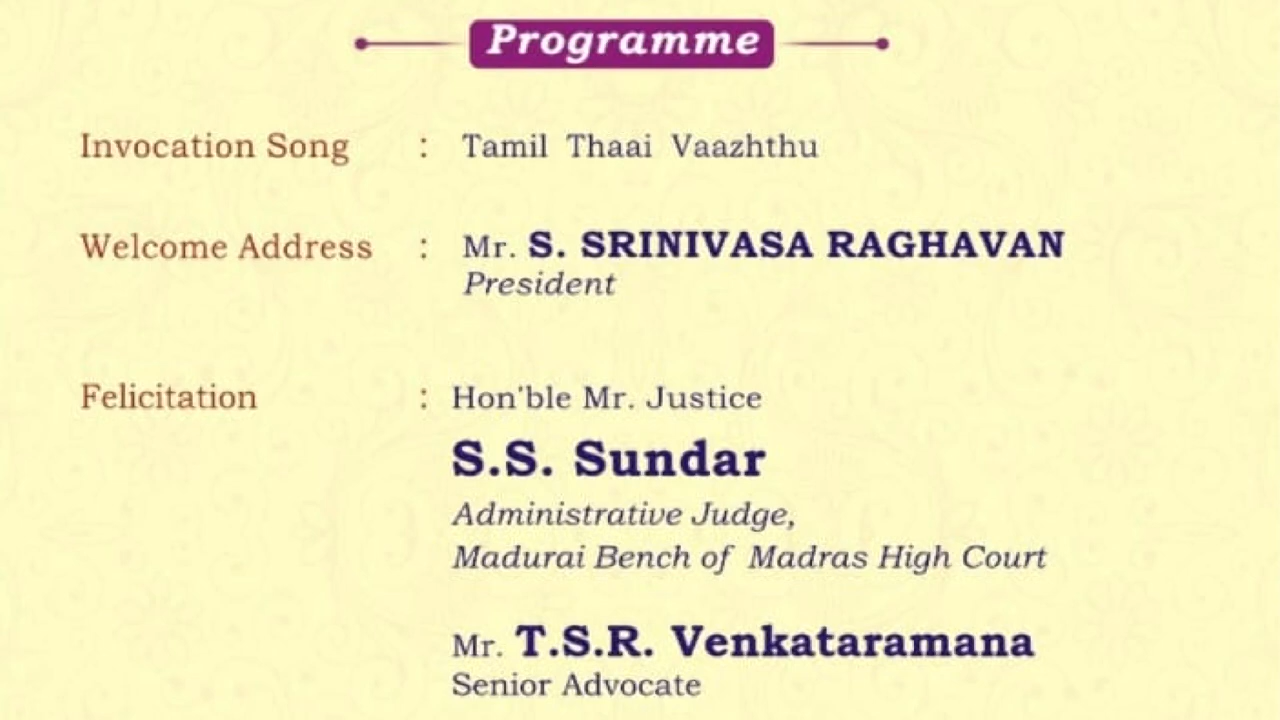 Programme
Invocation Song : Tamil Thaai Vaazhthu
Welcome Address : Mr. S. SRINIVASA RAGHAVAN
President
Felicitation : Hon'ble Mr. Justice
S.S. Sundar
Administrative Judge,
Madurai Bench of Madras High Court
Mr. T.S.R. Venkataramana
Senior Advocate